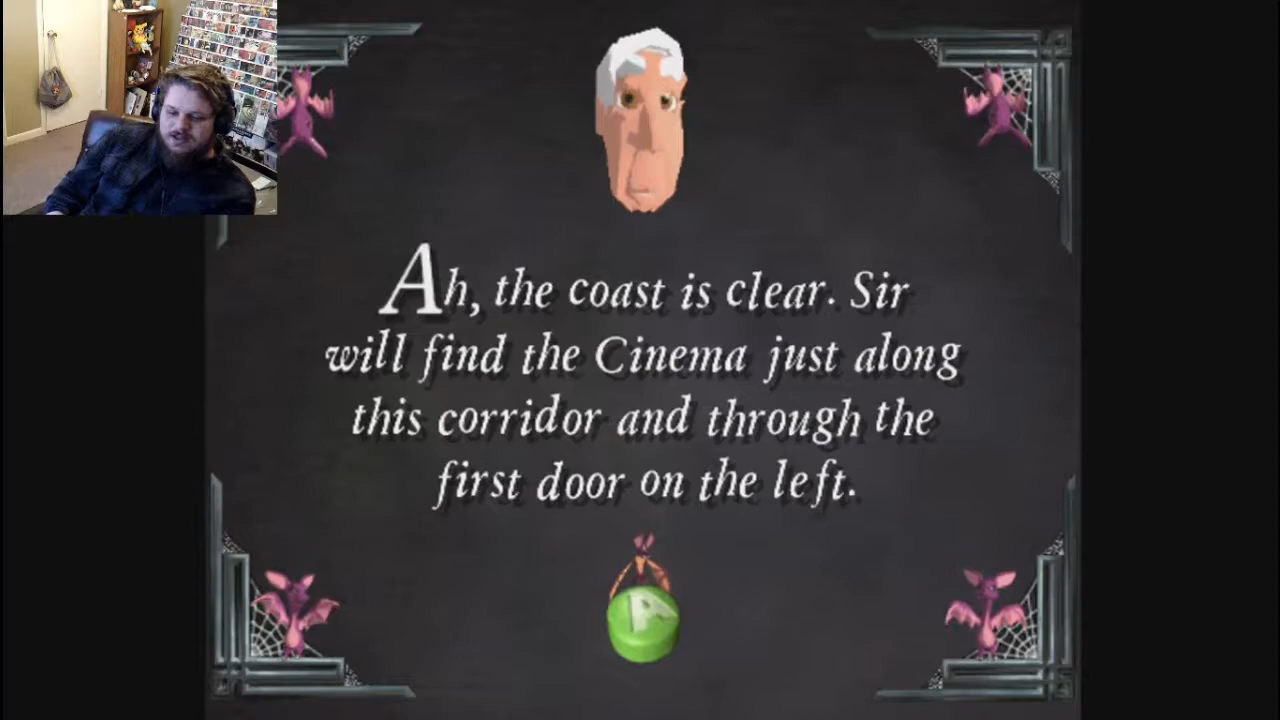 Ah, the coast is clear. Sir
will find the Cinema just along
this corridor and through the
first door on the left.
A